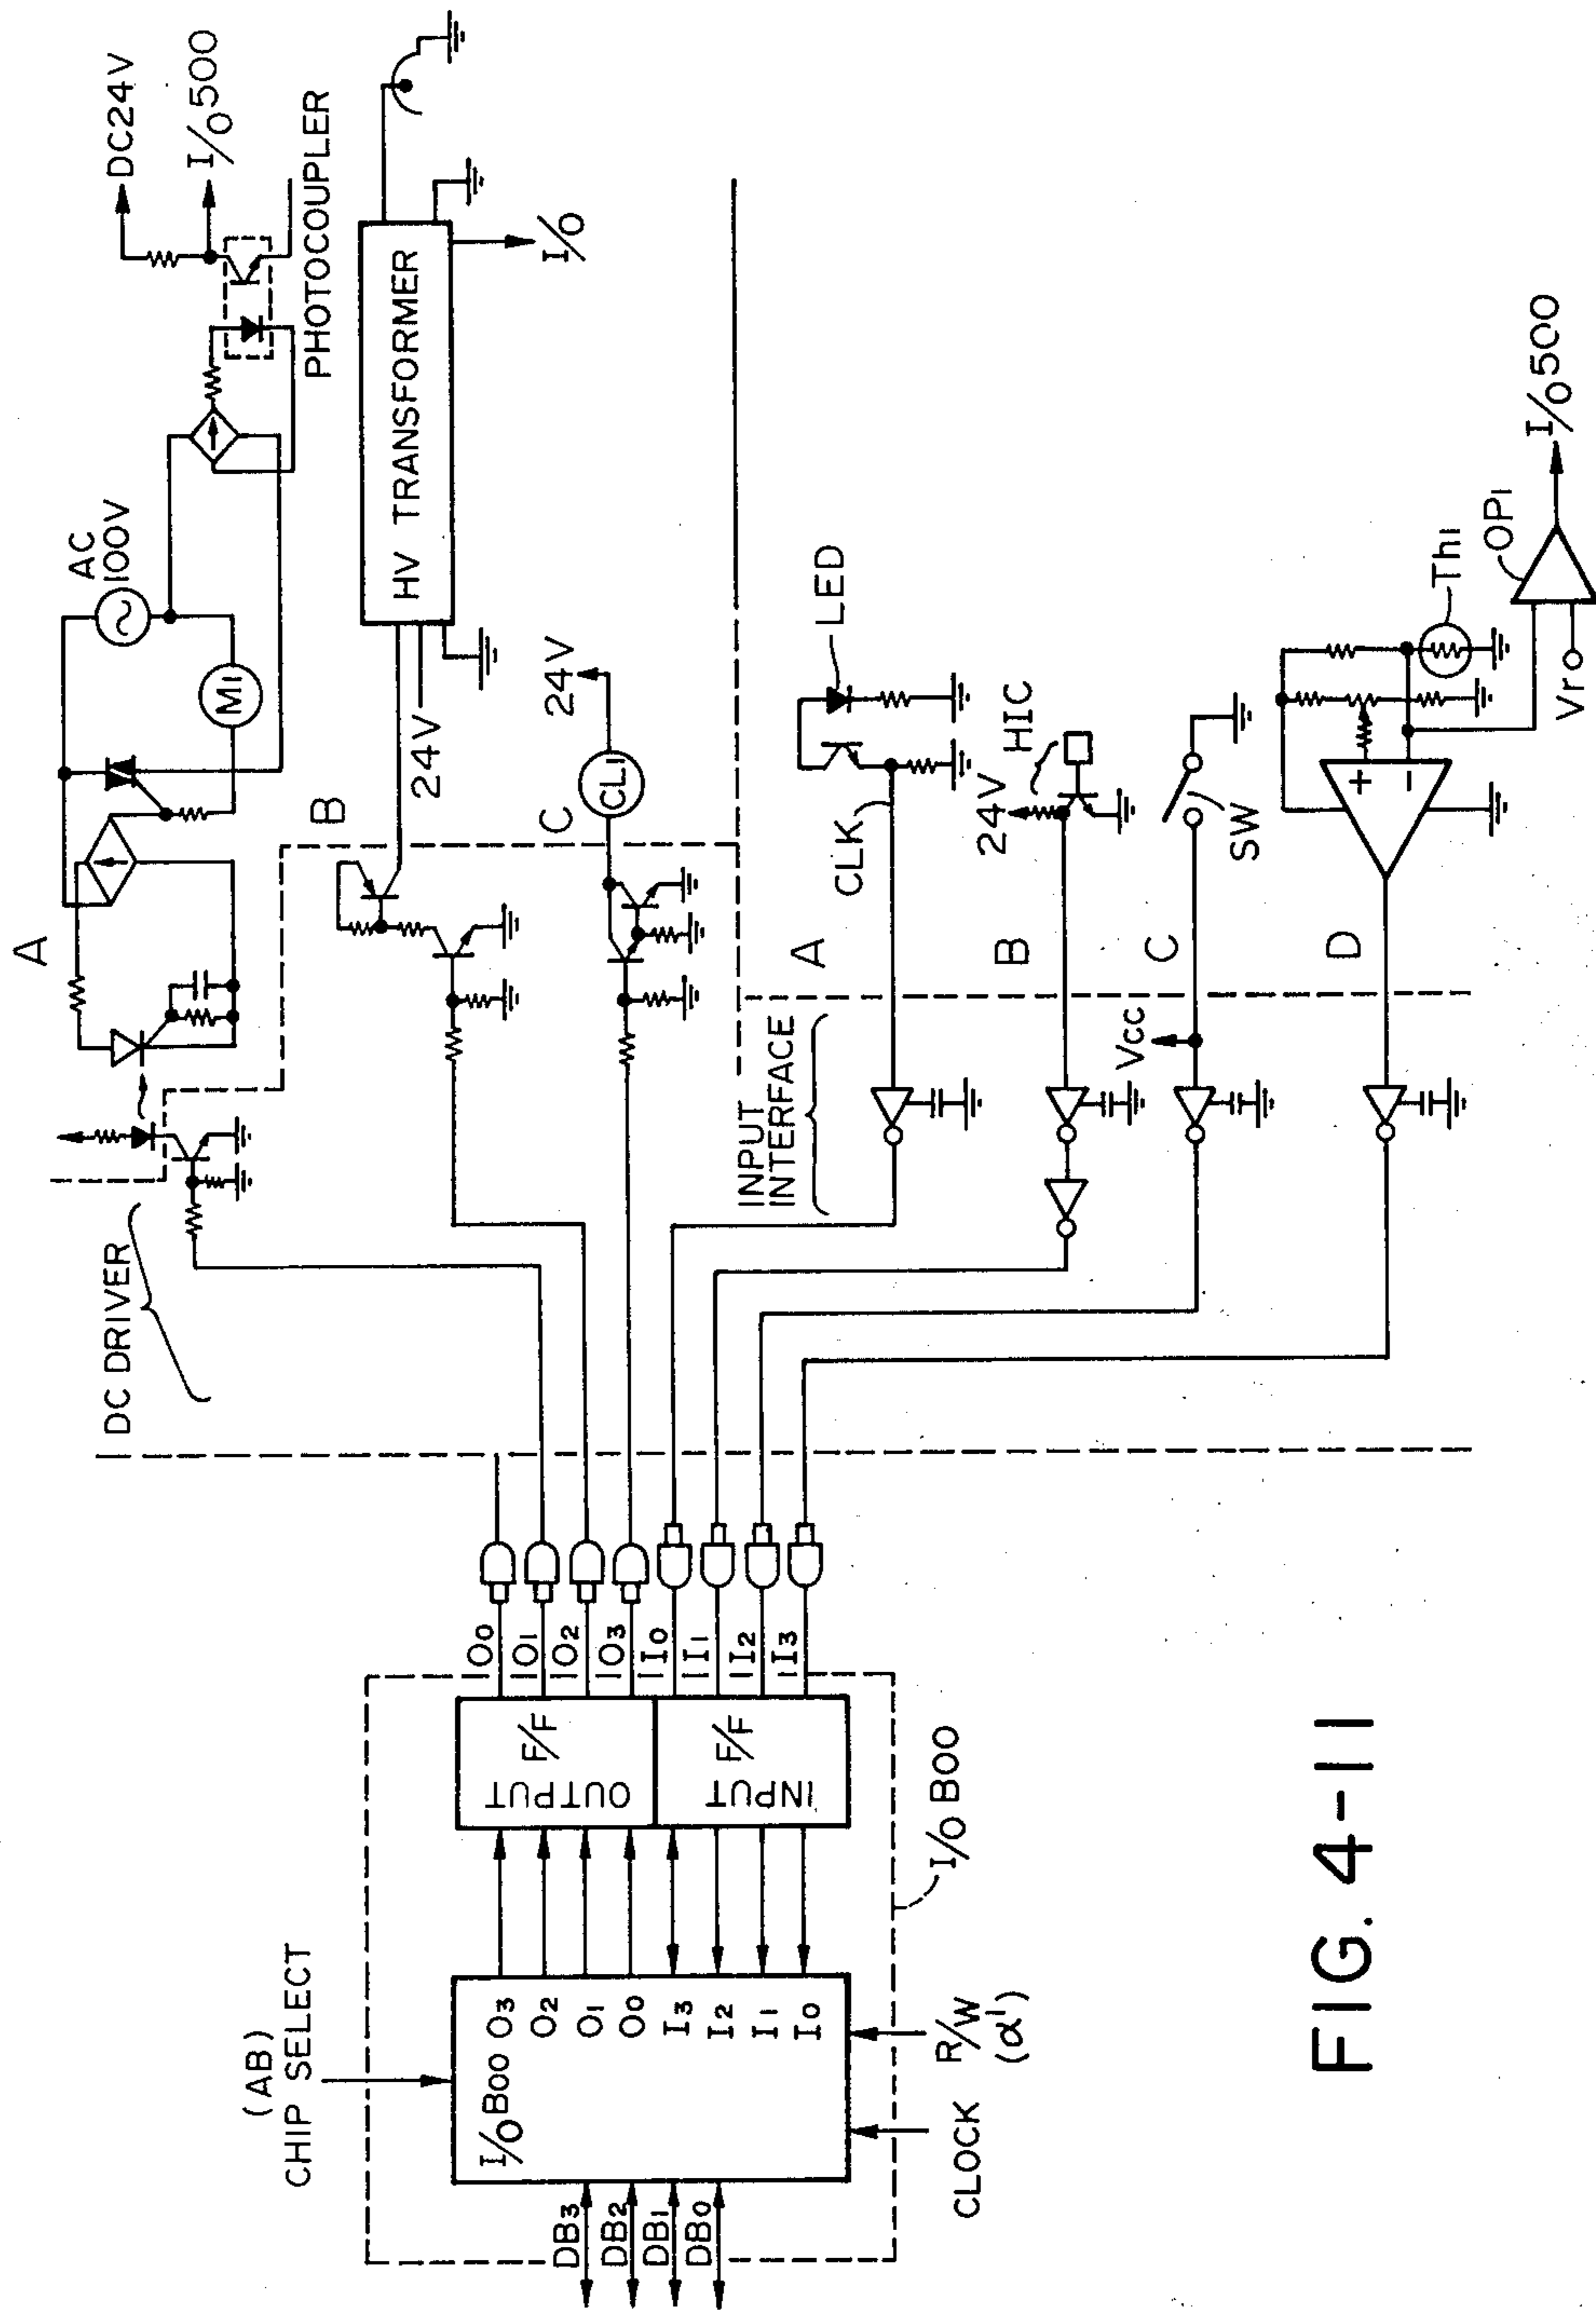 (AB)
CHIP SELECT
DB3
DB2
DB1
DB0
I/O B00
O3
O2
O1
O0
I3
I2
I1
I0
CLOCK
R/W
(α')
OUTPUT F/F
INPUT F/F
I/O B00
IO0
IO1
IO2
IO3
II0
II1
II2
II3
DC DRIVER
A
M1
AC
100V
DC24V
I/O 500
PHOTOCOUPLER
B
24V
HV TRANSFORMER
I/O
C
CL1
24V
INPUT
INTERFACE
A
CLK
LED
B
24V
HIC
C
Vcc
SW
D
+
−
Th1
Vr
OP1
I/O 500
FIG. 4-11